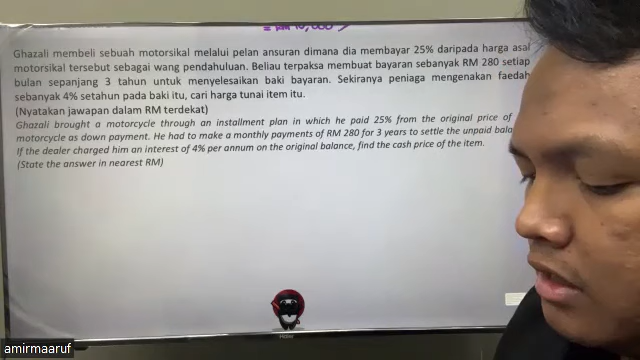 = RM 10,000
Ghazali membeli sebuah motorsikal melalui pelan ansuran dimana dia membayar 25% daripada harga asal
motorsikal tersebut sebagai wang pendahuluan. Beliau terpaksa membuat bayaran sebanyak RM 280 setiap
bulan sepanjang 3 tahun untuk menyelesaikan baki bayaran. Sekiranya peniaga mengenakan faedah
sebanyak 4% setahun pada baki itu, cari harga tunai item itu.
(Nyatakan jawapan dalam RM terdekat)
Ghazali brought a motorcycle through an installment plan in which he paid 25% from the original price of
motorcycle as down payment. He had to make a monthly payments of RM 280 for 3 years to settle the unpaid
If the dealer charged him an interest of 4% per annum on the original balance, find the cash price of the item.
(State the answer in nearest RM)
amirmaaruf